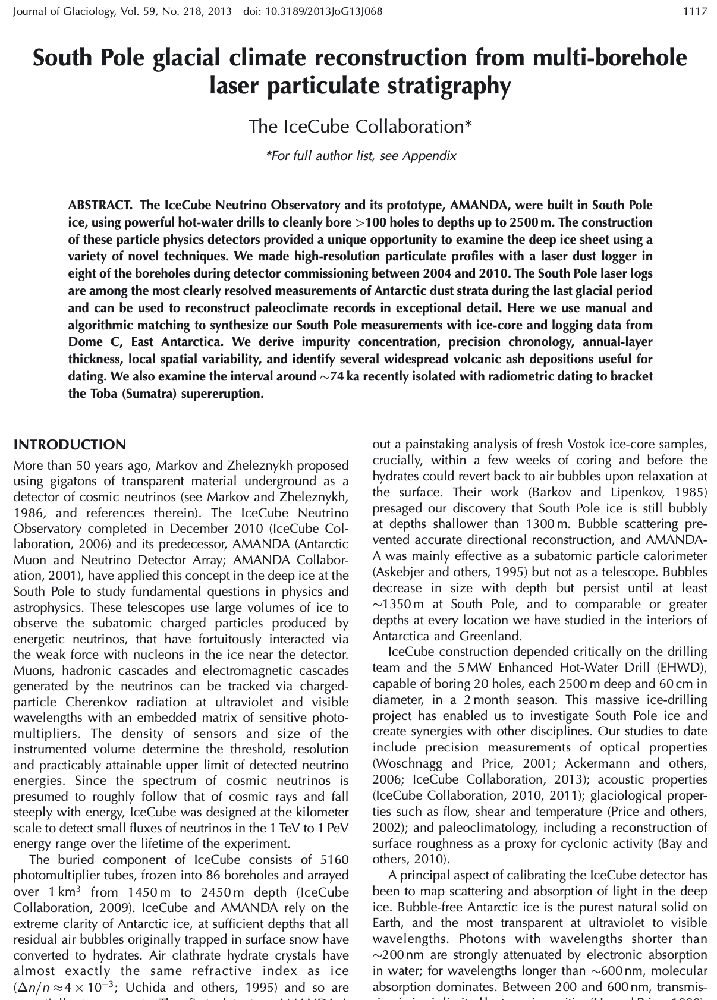 Journal of Glaciology, Vol. 59, No. 218, 2013 doi: 10.3189/2013JoG13J068 1117
South Pole glacial climate reconstruction from multi-borehole
laser particulate stratigraphy
The IceCube Collaboration*
*For full author list, see Appendix
ABSTRACT. The IceCube Neutrino Observatory and its prototype, AMANDA, were built in South Pole
ice, using powerful hot-water drills to cleanly bore >100 holes to depths up to 2500 m. The construction
of these particle physics detectors provided a unique opportunity to examine the deep ice sheet using a
variety of novel techniques. We made high-resolution particulate profiles with a laser dust logger in
eight of the boreholes during detector commissioning between 2004 and 2010. The South Pole laser logs
are among the most clearly resolved measurements of Antarctic dust strata during the last glacial period
and can be used to reconstruct paleoclimate records in exceptional detail. Here we use manual and
algorithmic matching to synthesize our South Pole measurements with ice-core and logging data from
Dome C, East Antarctica. We derive impurity concentration, precision chronology, annual-layer
thickness, local spatial variability, and identify several widespread volcanic ash depositions useful for
dating. We also examine the interval around ∼74 ka recently isolated with radiometric dating to bracket
the Toba (Sumatra) supereruption.
INTRODUCTION
More than 50 years ago, Markov and Zheleznykh proposed
using gigatons of transparent material underground as a
detector of cosmic neutrinos (see Markov and Zheleznykh,
1986, and references therein). The IceCube Neutrino
Observatory completed in December 2010 (IceCube Col-
laboration, 2006) and its predecessor, AMANDA (Antarctic
Muon and Neutrino Detector Array; AMANDA Collabor-
ation, 2001), have applied this concept in the deep ice at the
South Pole to study fundamental questions in physics and
astrophysics. These telescopes use large volumes of ice to
observe the subatomic charged particles produced by
energetic neutrinos, that have fortuitously interacted via
the weak force with nucleons in the ice near the detector.
Muons, hadronic cascades and electromagnetic cascades
generated by the neutrinos can be tracked via charged-
particle Cherenkov radiation at ultraviolet and visible
wavelengths with an embedded matrix of sensitive photo-
multipliers. The density of sensors and size of the
instrumented volume determine the threshold, resolution
and practicably attainable upper limit of detected neutrino
energies. Since the spectrum of cosmic neutrinos is
presumed to roughly follow that of cosmic rays and fall
steeply with energy, IceCube was designed at the kilometer
scale to detect small fluxes of neutrinos in the 1 TeV to 1 PeV
energy range over the lifetime of the experiment.
The buried component of IceCube consists of 5160
photomultiplier tubes, frozen into 86 boreholes and arrayed
over 1 km³ from 1450 m to 2450 m depth (IceCube
Collaboration, 2009). IceCube and AMANDA rely on the
extreme clarity of Antarctic ice, at sufficient depths that all
residual air bubbles originally trapped in surface snow have
converted to hydrates. Air clathrate hydrate crystals have
almost exactly the same refractive index as ice
(Δn/n ≈ 4 × 10⁻³; Uchida and others, 1995) and so are
out a painstaking analysis of fresh Vostok ice-core samples,
crucially, within a few weeks of coring and before the
hydrates could revert back to air bubbles upon relaxation at
the surface. Their work (Barkov and Lipenkov, 1985)
presaged our discovery that South Pole ice is still bubbly
at depths shallower than 1300 m. Bubble scattering pre-
vented accurate directional reconstruction, and AMANDA-
A was mainly effective as a subatomic particle calorimeter
(Askebjer and others, 1995) but not as a telescope. Bubbles
decrease in size with depth but persist until at least
∼1350 m at South Pole, and to comparable or greater
depths at every location we have studied in the interiors of
Antarctica and Greenland.
IceCube construction depended critically on the drilling
team and the 5 MW Enhanced Hot-Water Drill (EHWD),
capable of boring 20 holes, each 2500 m deep and 60 cm in
diameter, in a 2 month season. This massive ice-drilling
project has enabled us to investigate South Pole ice and
create synergies with other disciplines. Our studies to date
include precision measurements of optical properties
(Woschnagg and Price, 2001; Ackermann and others,
2006; IceCube Collaboration, 2013); acoustic properties
(IceCube Collaboration, 2010, 2011); glaciological proper-
ties such as flow, shear and temperature (Price and others,
2002); and paleoclimatology, including a reconstruction of
surface roughness as a proxy for cyclonic activity (Bay and
others, 2010).
A principal aspect of calibrating the IceCube detector has
been to map scattering and absorption of light in the deep
ice. Bubble-free Antarctic ice is the purest natural solid on
Earth, and the most transparent at ultraviolet to visible
wavelengths. Photons with wavelengths shorter than
∼200 nm are strongly attenuated by electronic absorption
in water; for wavelengths longer than ∼600 nm, molecular
absorption dominates. Between 200 and 600 nm, transmis-